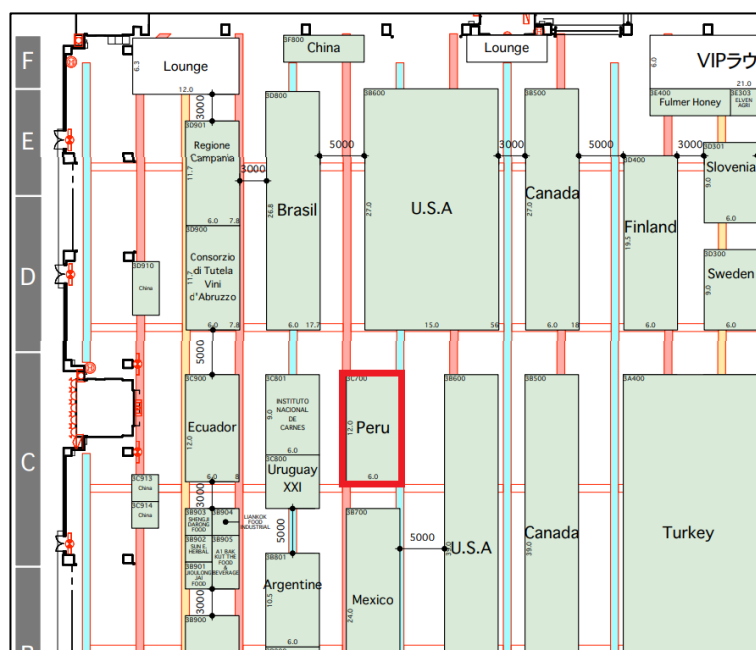 F
E
D
C
B
Lounge
6.3
12.0
3F800
China
Lounge
6.0
VIPラウ
21.0
3000
3D901
Regione
Campania
11.7
6.0 7.8
3000
3D800
Brasil
26.8
6.0 17.7
5000
3B600
U.S.A
27.0
15.0 56
3000
3B500
Canada
27.0
6.0 18
5000
3D400
Finland
19.5
6.0
3000
3E400
Fulmer Honey
3E303
ELVEN
AGRI
3D301
Slovenia
9.0
6.0
3D300
Sweden
9.0
6.0
3D900
Consorzio
di Tutela
Vini
d'Abruzzo
11.7
6.0 7.8
3D910
China
5000
3C900
Ecuador
12.0
6.0 8
3C801
INSTITUTO
NACIONAL
DE
CARNES
9.0
6.0
3C800
Uruguay
XXI
3C700
Peru
12.0
6.0
3B600
U.S.A
3B500
Canada
39.0
3A400
Turkey
3C913
China
3C914
China
3000
3B903
SHENGJI
DARONG
FOOD
3B904
LIANKOK
FOOD
INDUSTRIAL
3B902
SUN E.
HERBAL
3B905
A1 BAK
KUT THE
FOOD
&
BEVERAGE
3B901
JIOULONG
JAI
FOOD
3000
3B900
5000
3B801
Argentine
10.5
6.0
3B700
Mexico
24.0
5000